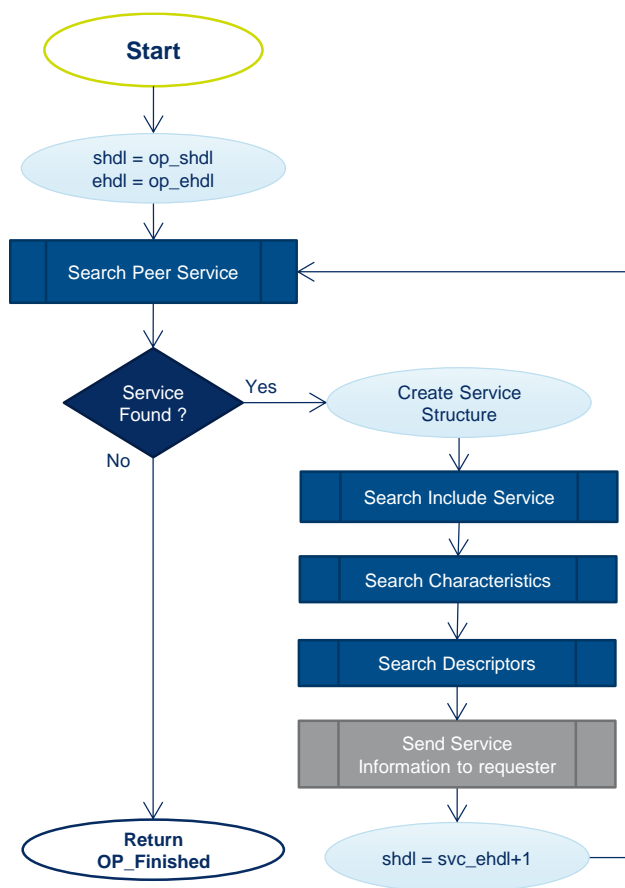 Start
shdl = op_shdl
ehdl = op_ehdl
Search Peer Service
Service
Found ?
Yes
No
Create Service
Structure
Search Include Service
Search Characteristics
Search Descriptors
Send Service
Information to requester
Return
OP_Finished
shdl = svc_ehdl+1